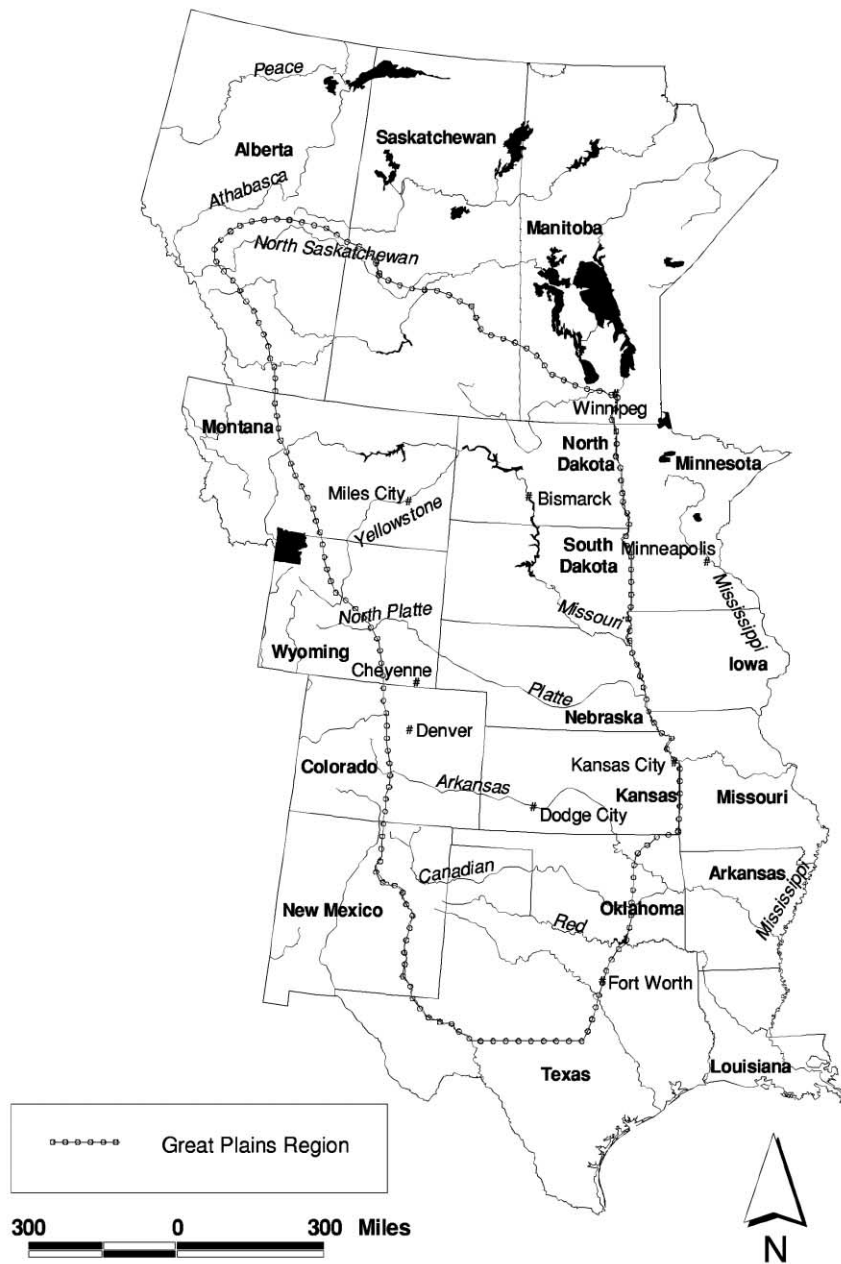 Peace
Saskatchewan
Alberta
Athabasca
Manitoba
North Saskatchewan
Winnipeg
Montana
North
Dakota
Minnesota
Miles City
#
Yellowstone
# Bismarck
South
Dakota
Minneapolis
#
Mississippi
Missouri
North Platte
Wyoming
Cheyenne
#
Iowa
Platte
Nebraska
# Denver
Colorado
Kansas City
#
Arkansas
Kansas
# Dodge City
Missouri
Canadian
Arkansas
Mississippi
New Mexico
Oklahoma
Red
# Fort Worth
Texas
Louisiana
Great Plains Region
300 0 300 Miles
N